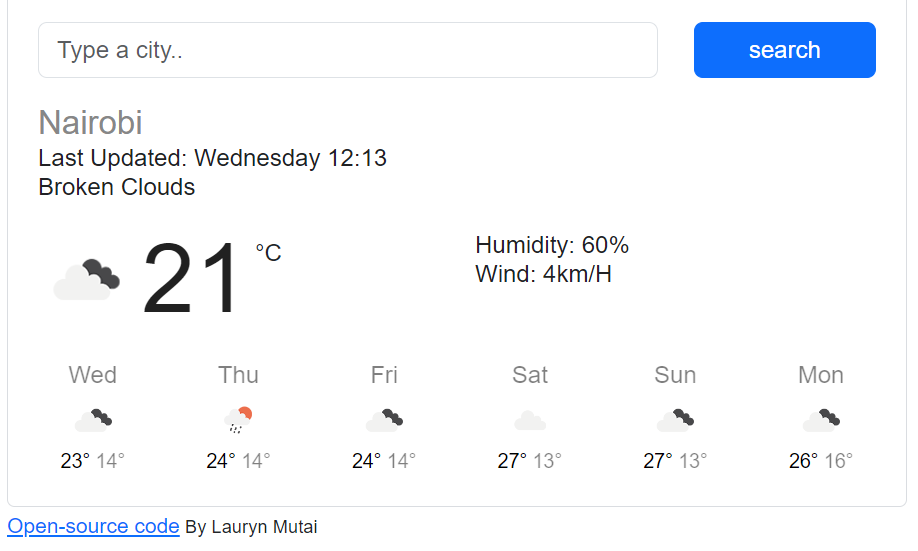 Type a city..
search
Nairobi
Last Updated: Wednesday 12:13
Broken Clouds
21 °C
Humidity: 60%
Wind: 4km/H
Wed Thu Fri Sat Sun Mon
23° 14° 24° 14° 24° 14° 27° 13° 27° 13° 26° 16°
Open-source code By Lauryn Mutai